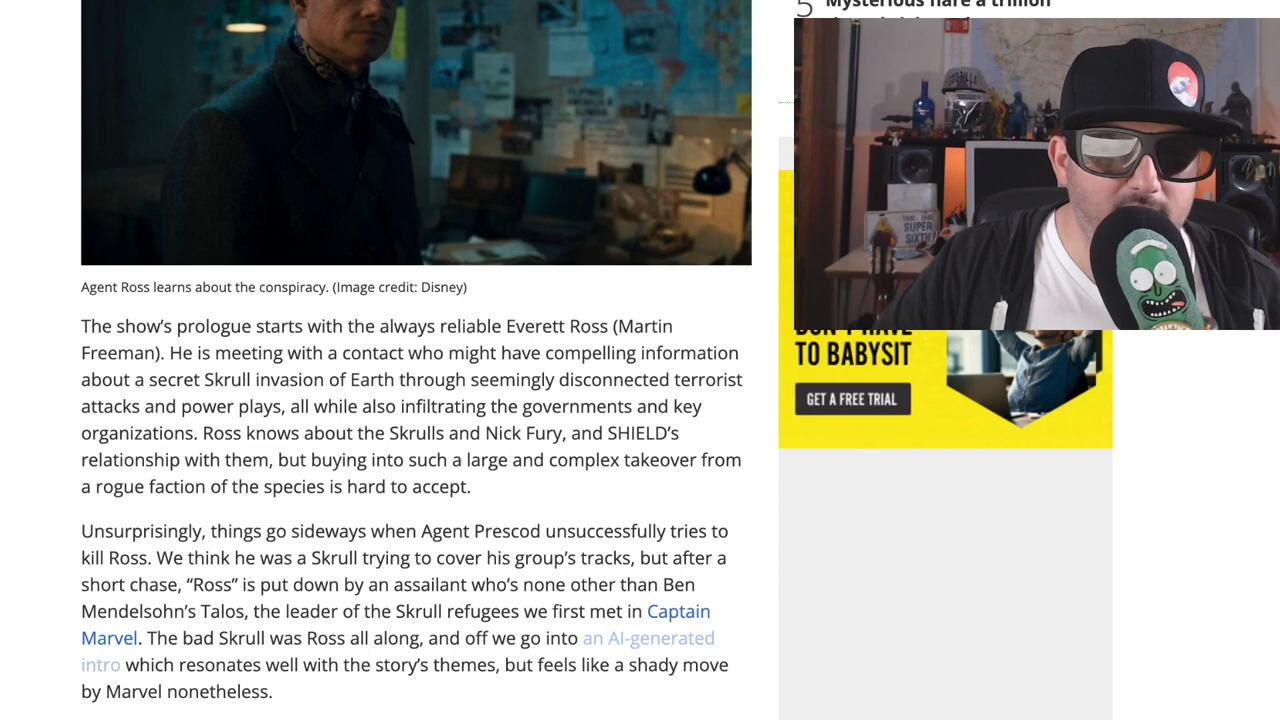 Agent Ross learns about the conspiracy. (Image credit: Disney)
The show's prologue starts with the always reliable Everett Ross (Martin
Freeman). He is meeting with a contact who might have compelling information
about a secret Skrull invasion of Earth through seemingly disconnected terrorist
attacks and power plays, all while also infiltrating the governments and key
organizations. Ross knows about the Skrulls and Nick Fury, and SHIELD's
relationship with them, but buying into such a large and complex takeover from
a rogue faction of the species is hard to accept.
Unsurprisingly, things go sideways when Agent Prescod unsuccessfully tries to
kill Ross. We think he was a Skrull trying to cover his group's tracks, but after a
short chase, “Ross” is put down by an assailant who's none other than Ben
Mendelsohn's Talos, the leader of the Skrull refugees we first met in Captain
Marvel. The bad Skrull was Ross all along, and off we go into an AI-generated
intro which resonates well with the story's themes, but feels like a shady move
by Marvel nonetheless.
5 Mysterious flare a trillion
GODZILLA
SUPER
SIXTH
DON'T HAVE
TO BABYSIT
GET A FREE TRIAL